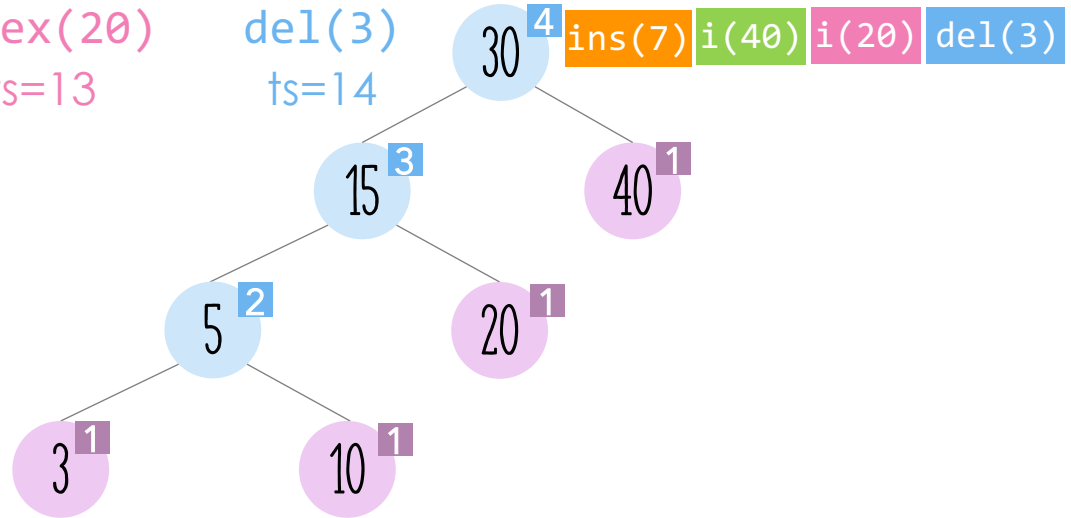 ex(20) del(3) 30 4 ins(7) i(40) i(20) del(3)
s=13 ts=14
15 3 40 1
5 2 20 1
3 1 10 1